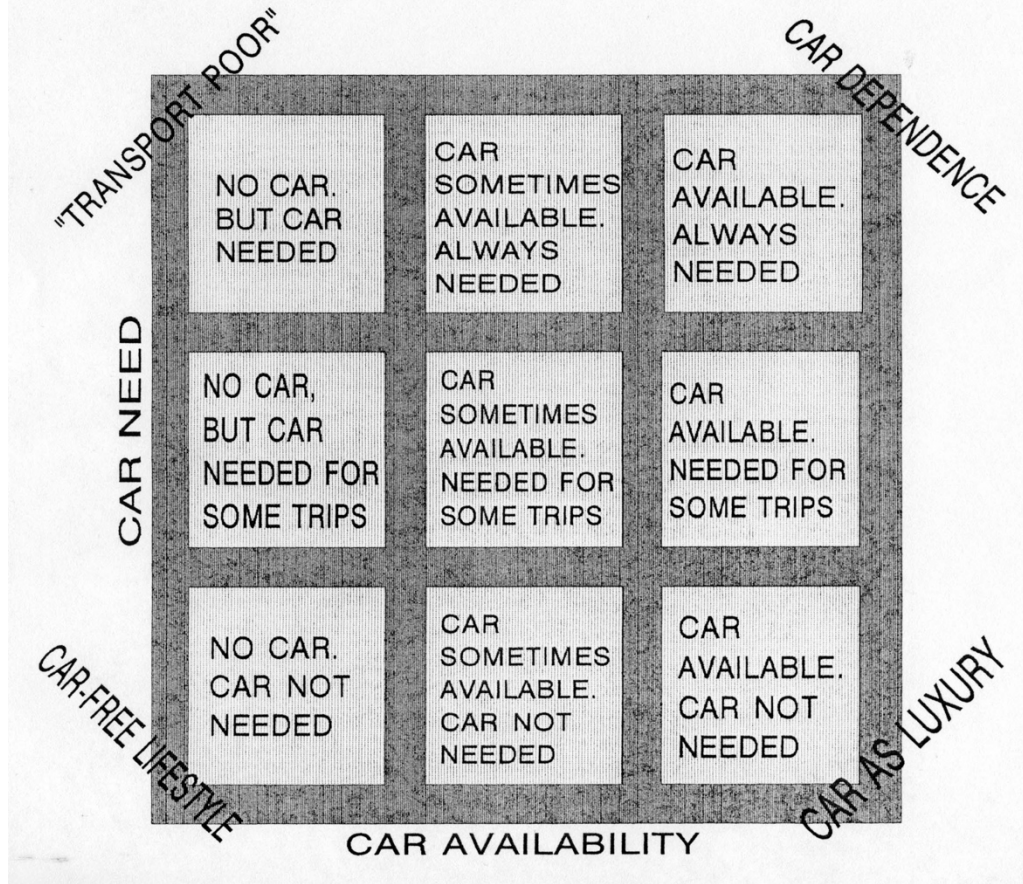 "TRANSPORT POOR"
CAR DEPENDENCE
NO CAR.
BUT CAR
NEEDED
CAR
SOMETIMES
AVAILABLE.
ALWAYS
NEEDED
CAR
AVAILABLE.
ALWAYS
NEEDED
CAR NEED
NO CAR,
BUT CAR
NEEDED FOR
SOME TRIPS
CAR
SOMETIMES
AVAILABLE.
NEEDED FOR
SOME TRIPS
CAR
AVAILABLE.
NEEDED FOR
SOME TRIPS
NO CAR.
CAR NOT
NEEDED
CAR
SOMETIMES
AVAILABLE.
CAR NOT
NEEDED
CAR
AVAILABLE.
CAR NOT
NEEDED
CAR-FREE LIFESTYLE
CAR AS LUXURY
CAR AVAILABILITY